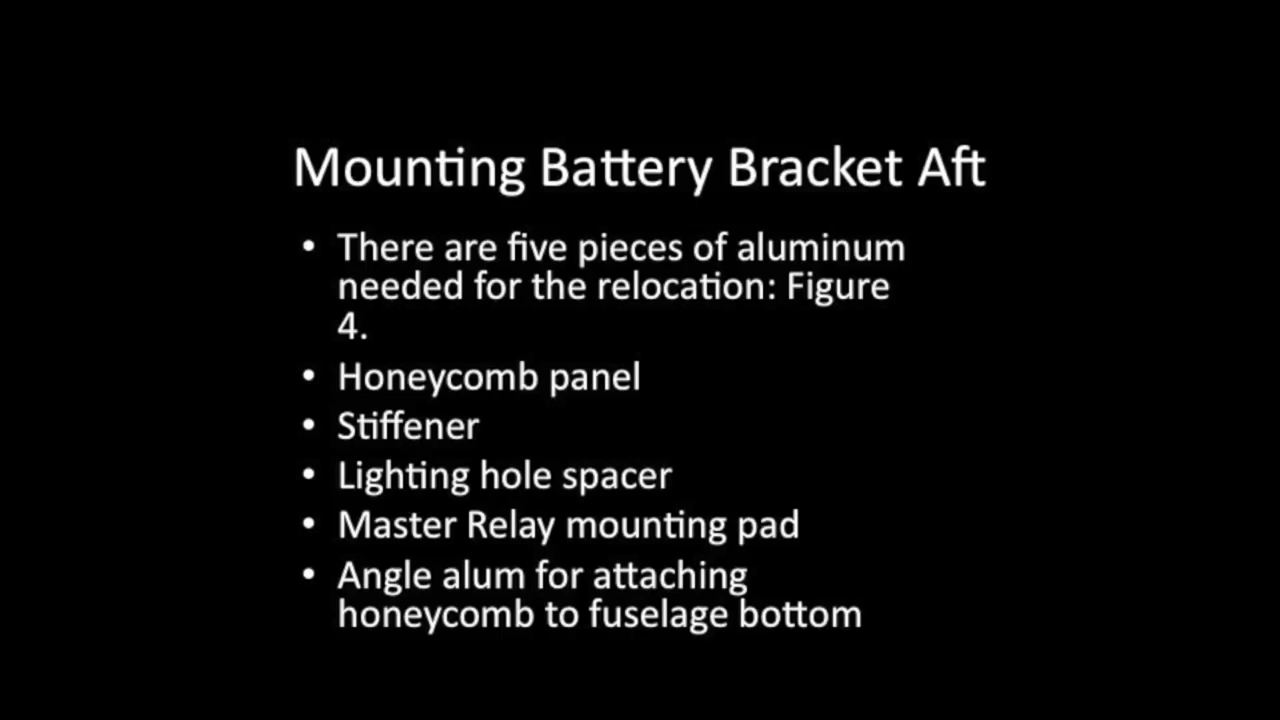 Mounting Battery Bracket Aft
• There are five pieces of aluminum
needed for the relocation: Figure
4.
• Honeycomb panel
• Stiffener
• Lighting hole spacer
• Master Relay mounting pad
• Angle alum for attaching
honeycomb to fuselage bottom